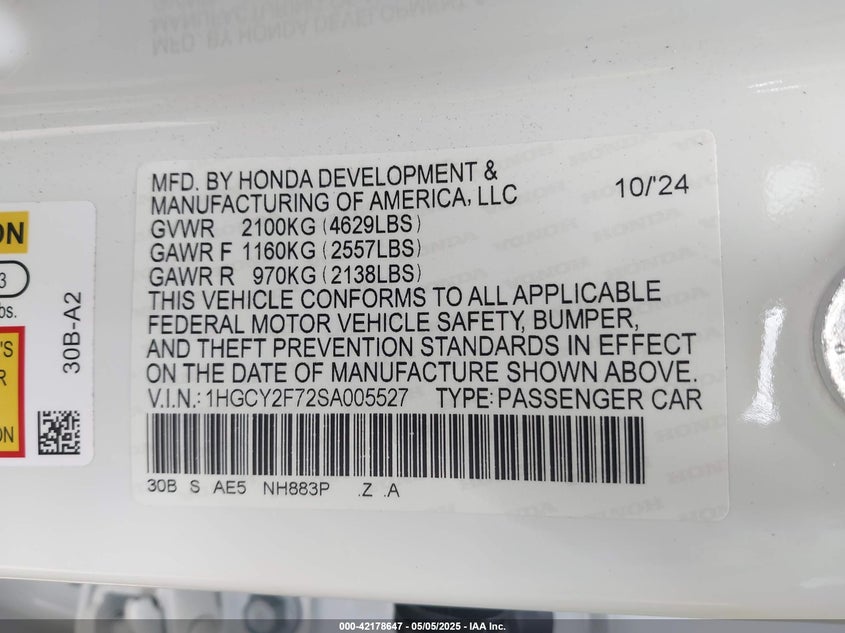 MFD. BY HONDA DEVELOPMENT &
MANUFACTURING OF AMERICA, LLC 10/'24
GVWR 2100KG (4629LBS)
GAWR F 1160KG (2557LBS)
GAWR R 970KG (2138LBS)
THIS VEHICLE CONFORMS TO ALL APPLICABLE
FEDERAL MOTOR VEHICLE SAFETY, BUMPER,
AND THEFT PREVENTION STANDARDS IN EFFECT
ON THE DATE OF MANUFACTURE SHOWN ABOVE.
V.I.N.: 1HGCY2F72SA005527 TYPE: PASSENGER CAR
30B S AE5 NH883P .Z .A
30B-A2
000-42178647 - 05/05/2025 - IAA Inc.